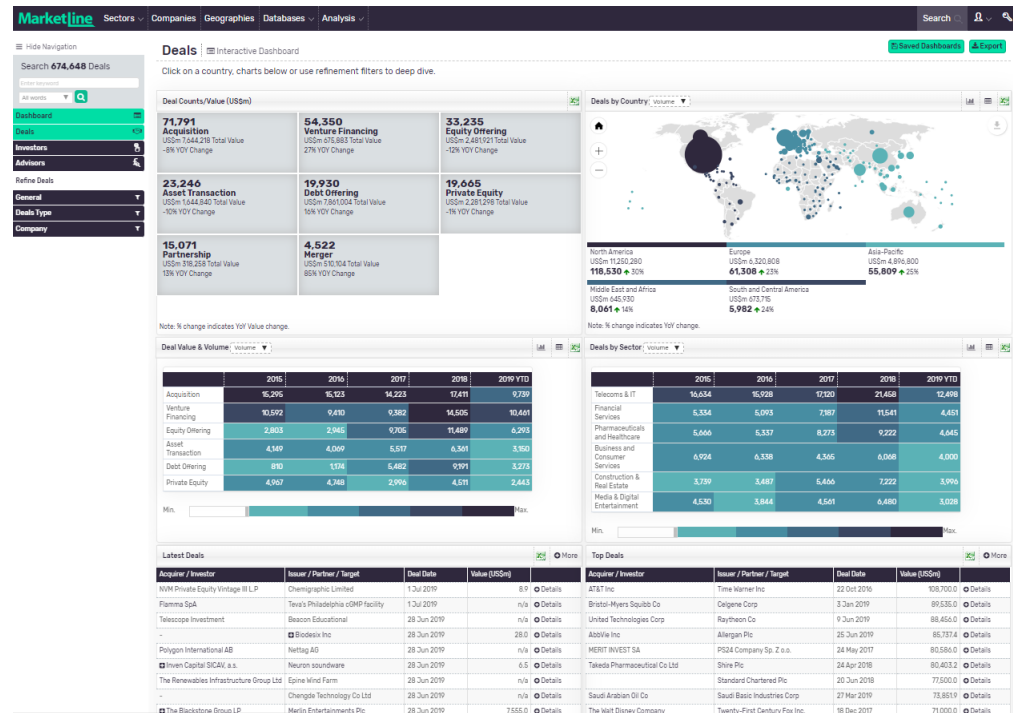 Marketline Sectors Companies Geographies Databases Analysis Search
Hide Navigation
Search 674,648 Deals
Enter keyword
All words
Dashboard
Deals
Investors
Advisors
Refine Deals
General
Deals Type
Company
Deals Interactive Dashboard
Saved Dashboards Export
Click on a country, charts below or use refinement filters to deep dive.
Deal Counts/Value (US$m)
71,791
Acquisition
US$m 7,644,218 Total Value
-8% YOY Change
54,350
Venture Financing
US$m 675,883 Total Value
27% YOY Change
33,235
Equity Offering
US$m 2,481,921 Total Value
-12% YOY Change
23,246
Asset Transaction
US$m 1,644,840 Total Value
-10% YOY Change
19,930
Debt Offering
US$m 7,861,004 Total Value
16% YOY Change
19,665
Private Equity
US$m 2,281,298 Total Value
-1% YOY Change
15,071
Partnership
US$m 318,258 Total Value
13% YOY Change
4,522
Merger
US$m 510,104 Total Value
85% YOY Change
Note: % change indicates YoY Value change.
Deals by Country Volume
North America
US$m 11,250,280
118,530 30%
Europe
US$m 6,320,808
61,308 23%
Asia-Pacific
US$m 4,896,800
55,809 25%
Middle East and Africa
US$m 645,930
8,061 14%
South and Central America
US$m 673,715
5,982 24%
Note: % change indicates YoY change.
Deal Value & Volume Volume
2015 2016 2017 2018 2019 YTD
Acquisition 15,295 15,123 14,223 17,411 9,739
Venture Financing 10,592 9,410 9,382 14,505 10,461
Equity Offering 2,803 2,945 9,705 11,489 6,293
Asset Transaction 4,149 4,069 5,517 6,361 3,150
Debt Offering 810 1,174 5,482 9,191 3,273
Private Equity 4,967 4,748 2,996 4,511 2,443
Min. Max.
Deals by Sector Volume
2015 2016 2017 2018 2019 YTD
Telecoms & IT 16,634 15,928 17,120 21,458 12,498
Financial Services 5,334 5,093 7,187 11,541 4,451
Pharmaceuticals and Healthcare 5,666 5,337 8,273 9,222 4,645
Business and Consumer Services 6,924 6,338 4,365 6,068 4,000
Construction & Real Estate 3,739 3,487 5,466 7,222 3,996
Media & Digital Entertainment 4,530 3,844 4,561 6,480 3,028
Min. Max.
Latest Deals More
Acquirer / Investor Issuer / Partner / Target Deal Date Value (US$m)
NVM Private Equity Vintage III L.P Chemigraphic Limited 1 Jul 2019 8.9 Details
Flamma SpA Teva's Philadelphia cGMP facility 1 Jul 2019 n/a Details
Telescope Investment Beacon Educational 28 Jun 2019 n/a Details
- Biodesix Inc 28 Jun 2019 28.0 Details
Polygon International AB Nettag AG 28 Jun 2019 n/a Details
Inven Capital SICAV, a.s. Neuron soundware 28 Jun 2019 6.5 Details
The Renewables Infrastructure Group Ltd Epine Wind Farm 28 Jun 2019 n/a Details
- Chengde Technology Co Ltd 28 Jun 2019 n/a Details
The Blackstone Group LP Merlin Entertainments Plc 28 Jun 2019 7,555.0 Details
Top Deals More
Acquirer / Investor Issuer / Partner / Target Deal Date Value (US$m)
AT&T Inc Time Warner Inc 22 Oct 2016 108,700.0 Details
Bristol-Myers Squibb Co Celgene Corp 3 Jan 2019 89,535.0 Details
United Technologies Corp Raytheon Co 9 Jun 2019 88,456.0 Details
AbbVie Inc Allergan Plc 25 Jun 2019 85,737.4 Details
MERIT INVEST SA PS24 Company Sp. Z o.o. 24 May 2017 80,586.0 Details
Takeda Pharmaceutical Co Ltd Shire Plc 24 Apr 2018 80,403.2 Details
Standard Chartered Plc 20 Jun 2018 77,500.0 Details
Saudi Arabian Oil Co Saudi Basic Industries Corp 27 Mar 2019 73,851.9 Details
The Walt Disney Company Twenty-First Century Fox Inc. 18 Dec 2017 71,000.0 Details